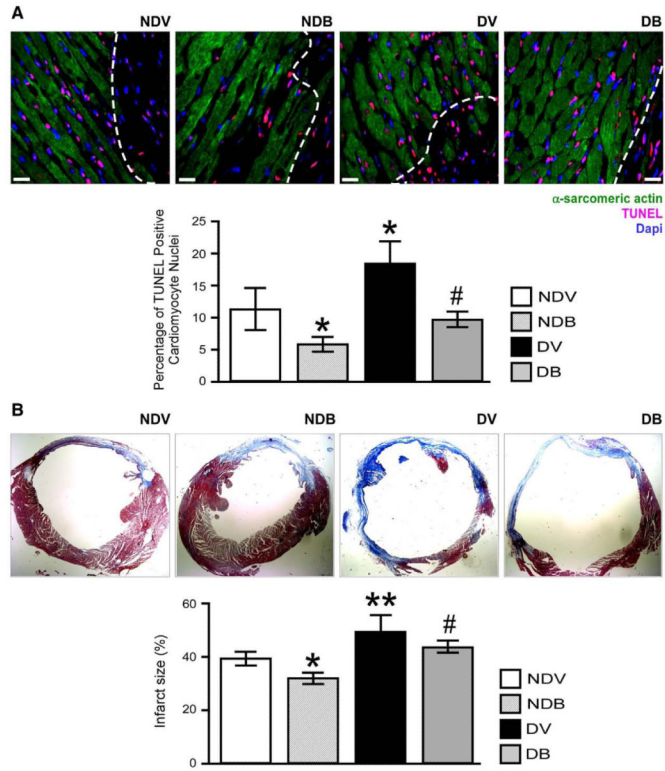 A
NDV NDB DV DB
α-sarcomeric actin
TUNEL
Dapi
Percentage of TUNEL Positive
Cardiomyocyte Nuclei
25
20
15
10
5
0
*
*
#
NDV
NDB
DV
DB
B
NDV NDB DV DB
Infarct size (%)
60
40
20
0
*
**
#
NDV
NDB
DV
DB